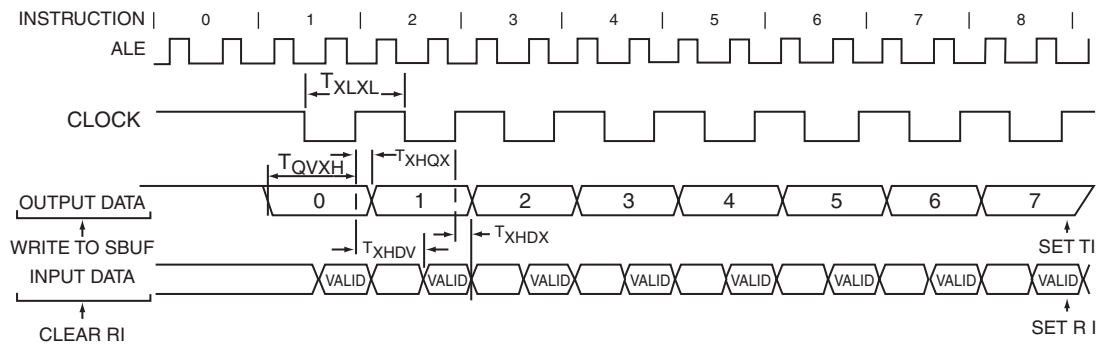 INSTRUCTION | 0 | 1 | 2 | 3 | 4 | 5 | 6 | 7 | 8 |
ALE
TXLXL
CLOCK
TQVXH
TXHQX
OUTPUT DATA 0 1 2 3 4 5 6 7
WRITE TO SBUF
TXHDV
TXHDX
SET TI
INPUT DATA VALID VALID VALID VALID VALID VALID VALID VALID
CLEAR RI
SET R I